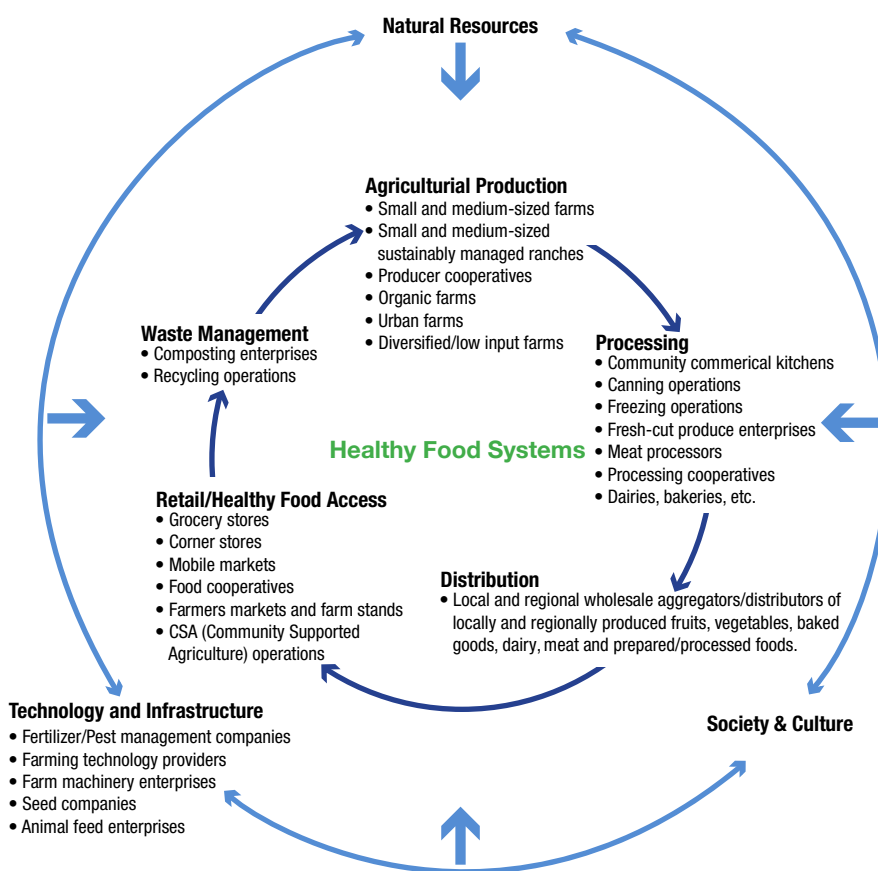 Natural Resources
Agriculturial Production
• Small and medium-sized farms
• Small and medium-sized
sustainably managed ranches
• Producer cooperatives
• Organic farms
• Urban farms
• Diversified/low input farms
Processing
• Community commerical kitchens
• Canning operations
• Freezing operations
• Fresh-cut produce enterprises
• Meat processors
• Processing cooperatives
• Dairies, bakeries, etc.
Distribution
• Local and regional wholesale aggregators/distributors of
locally and regionally produced fruits, vegetables, baked
goods, dairy, meat and prepared/processed foods.
Retail/Healthy Food Access
• Grocery stores
• Corner stores
• Mobile markets
• Food cooperatives
• Farmers markets and farm stands
• CSA (Community Supported
Agriculture) operations
Waste Management
• Composting enterprises
• Recycling operations
Healthy Food Systems
Technology and Infrastructure
• Fertilizer/Pest management companies
• Farming technology providers
• Farm machinery enterprises
• Seed companies
• Animal feed enterprises
Society & Culture